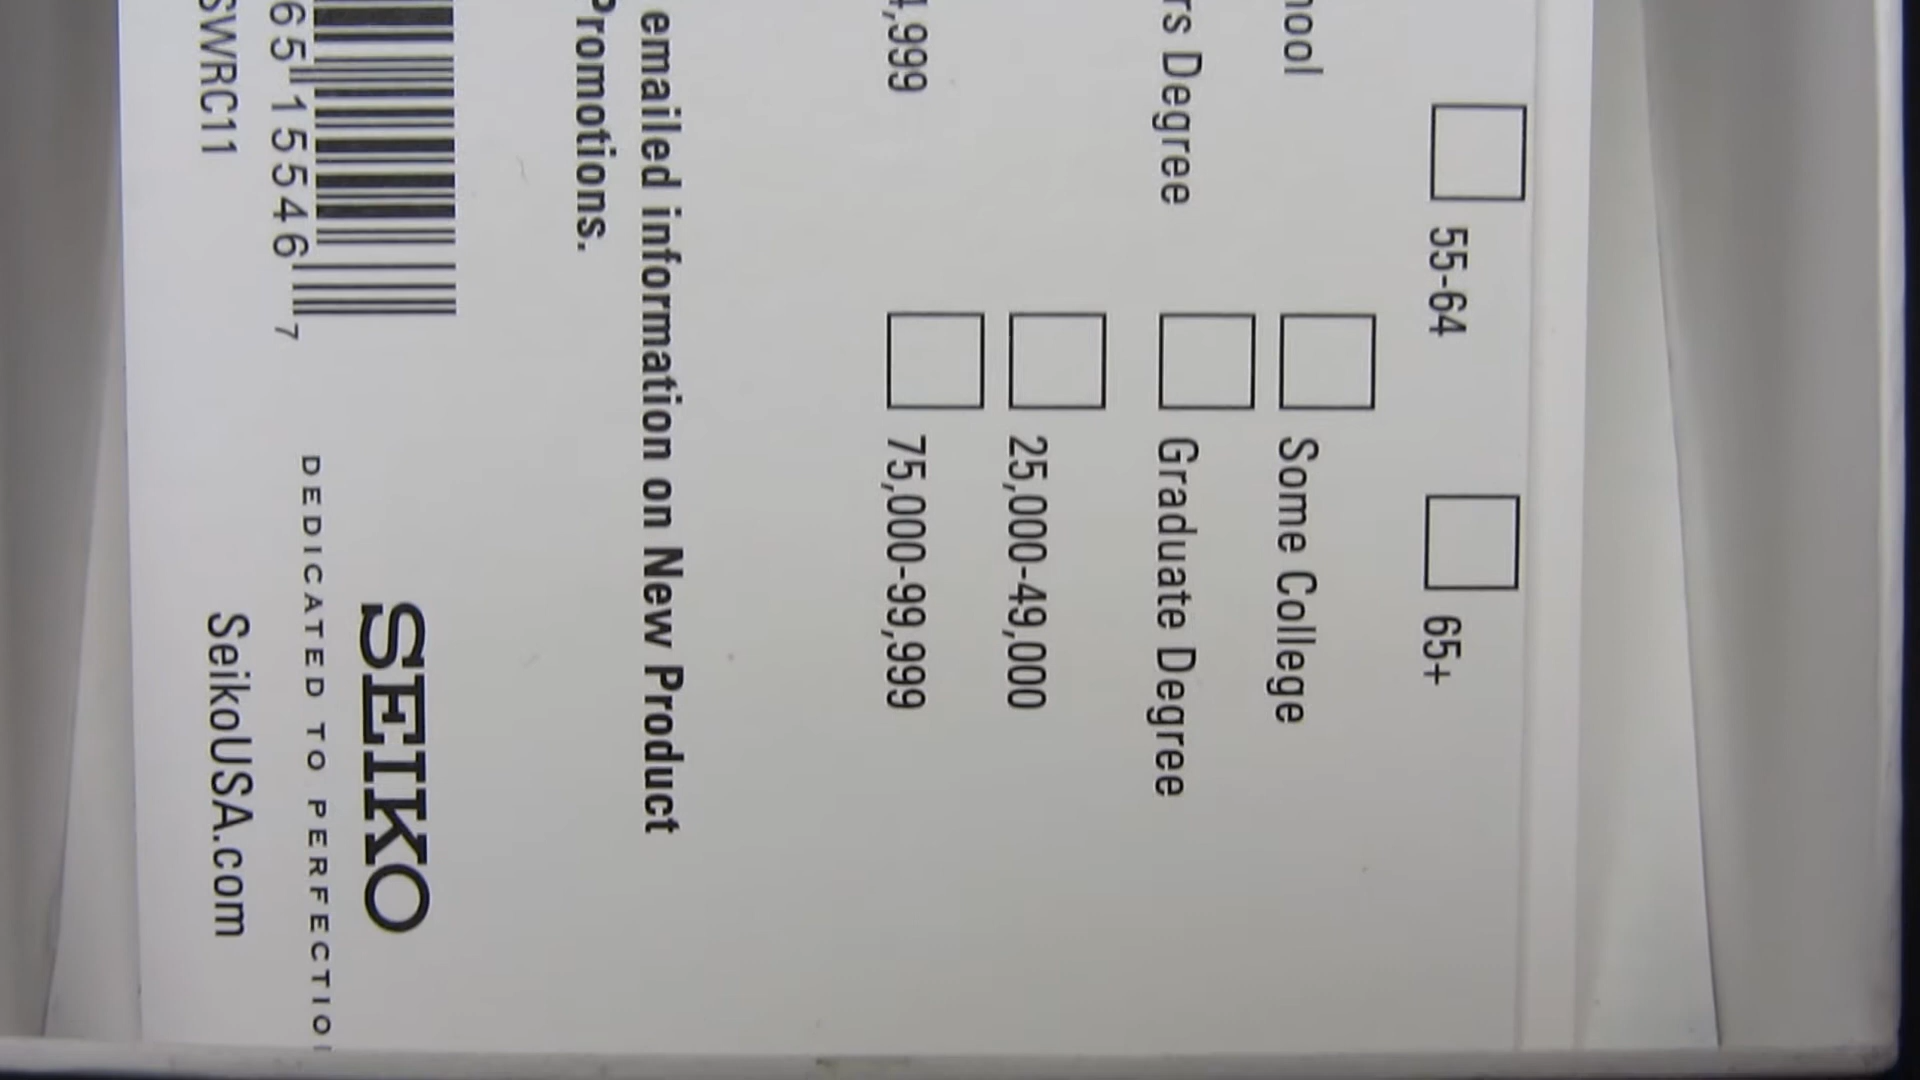 55-64 65+
Some College
rs Degree Graduate Degree
25,000-49,000
4,999 75,000-99,999
emailed information on New Product
Promotions.
SEIKO
DEDICATED TO PERFECTIO
65 15546 7
SWRC11 SeikoUSA.com